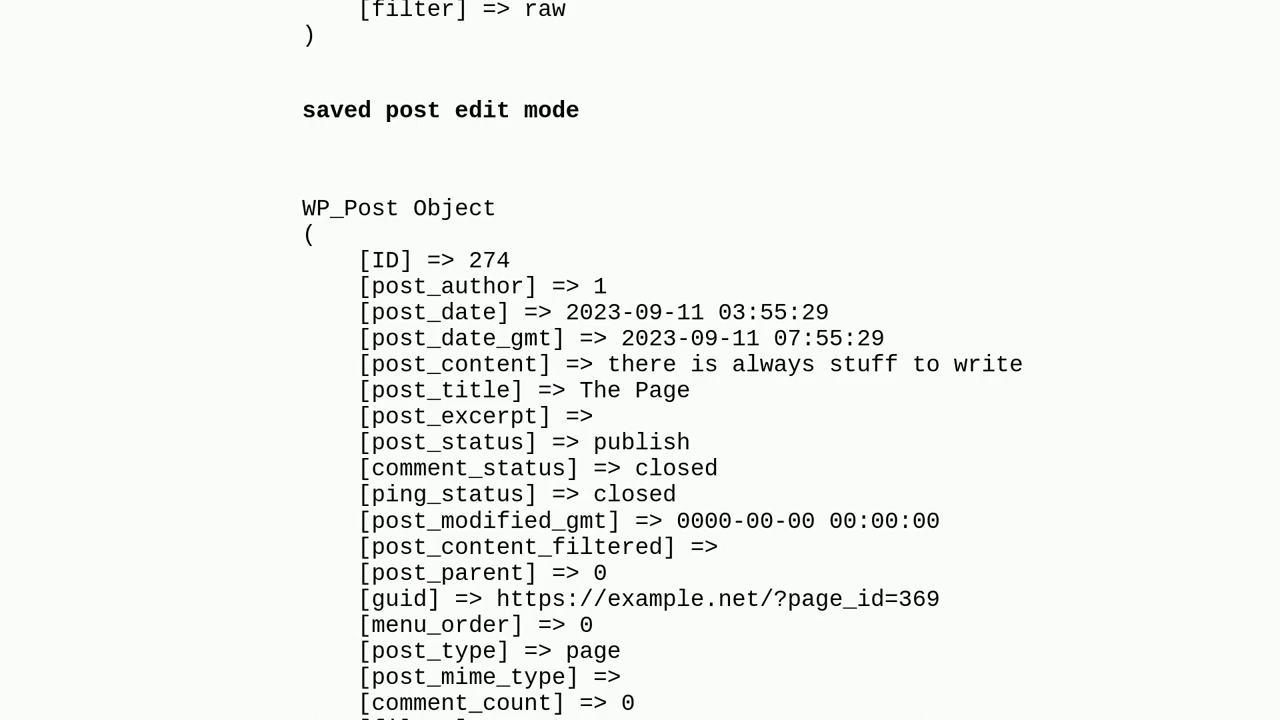 [filter] => raw
)
saved post edit mode
WP_Post Object
(
[ID] => 274
[post_author] => 1
[post_date] => 2023-09-11 03:55:29
[post_date_gmt] => 2023-09-11 07:55:29
[post_content] => there is always stuff to write
[post_title] => The Page
[post_excerpt] =>
[post_status] => publish
[comment_status] => closed
[ping_status] => closed
[post_modified_gmt] => 0000-00-00 00:00:00
[post_content_filtered] =>
[post_parent] => 0
[guid] => https://example.net/?page_id=369
[menu_order] => 0
[post_type] => page
[post_mime_type] =>
[comment_count] => 0